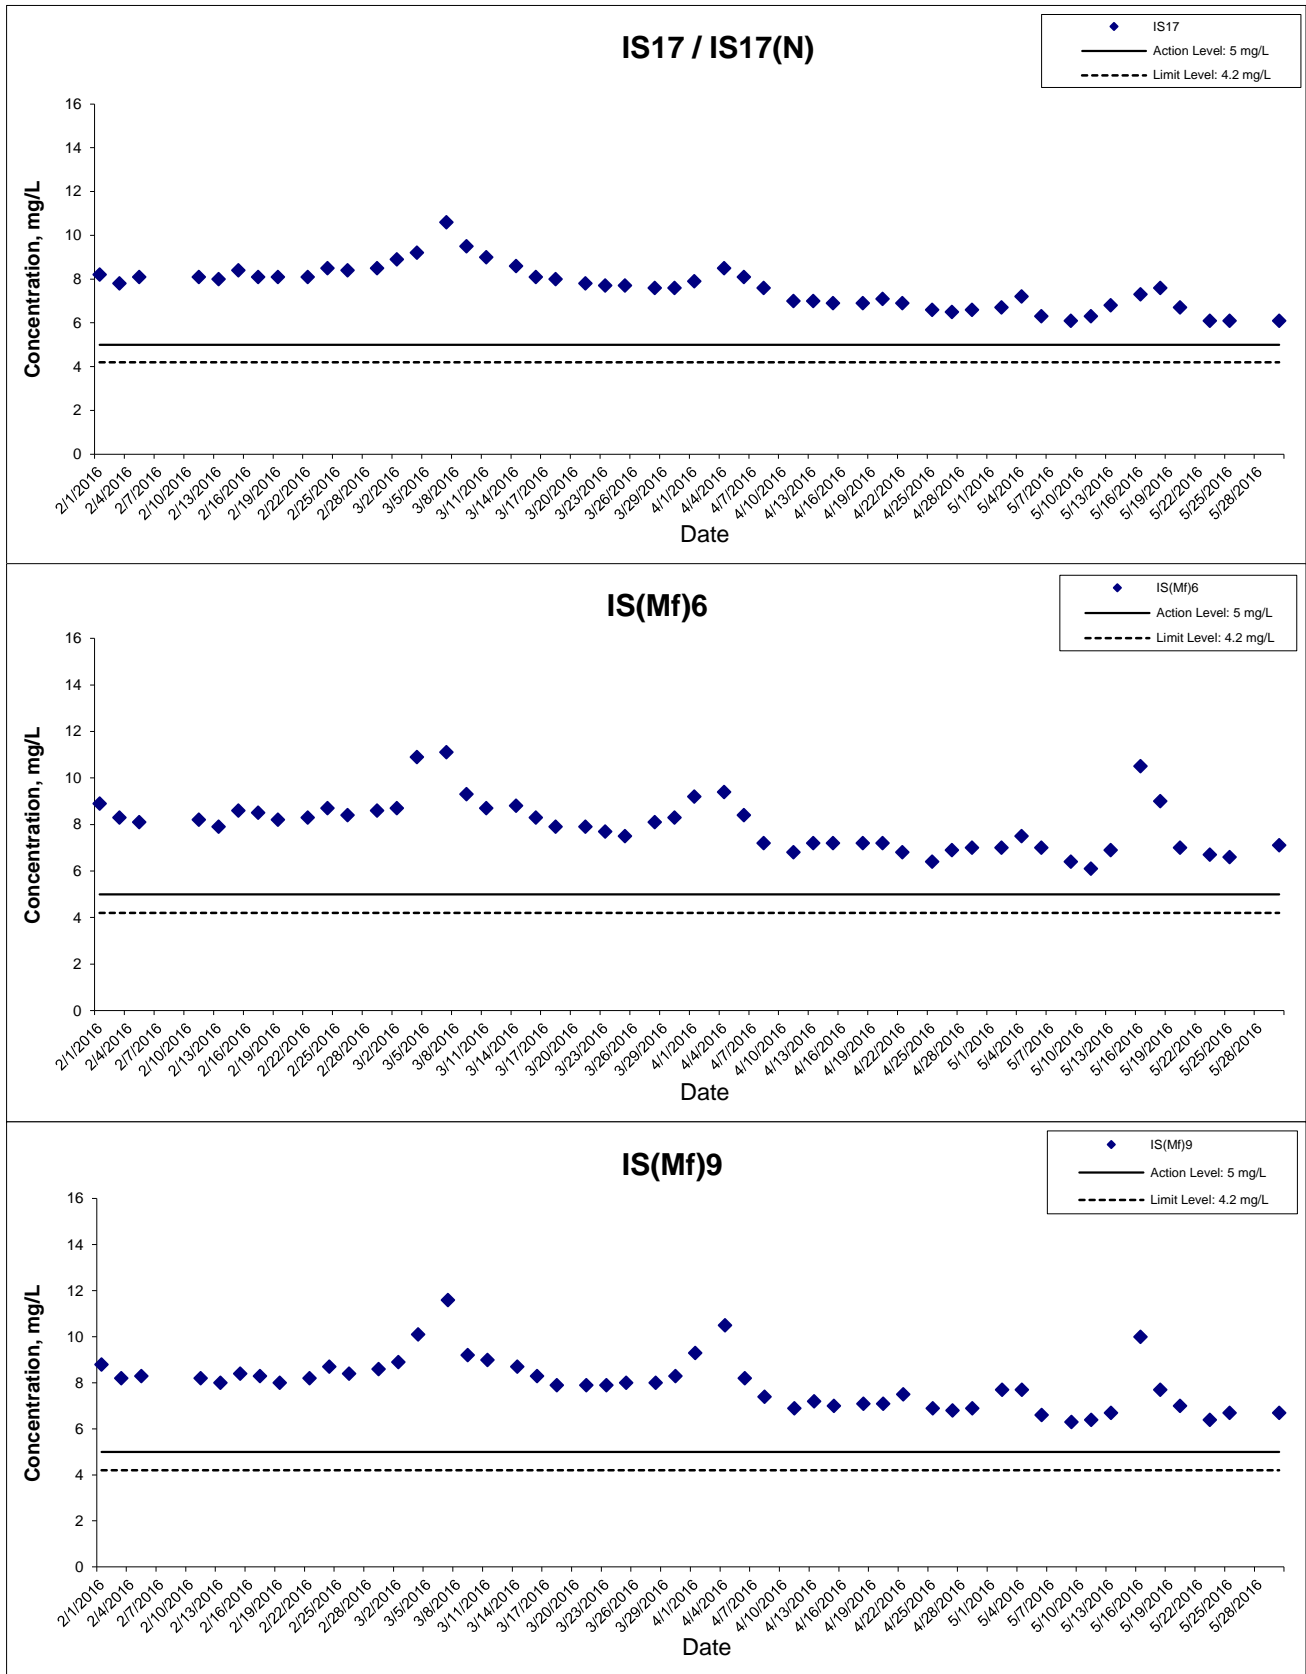 IS17 / IS17(N)
IS17
Action Level: 5 mg/L
Limit Level: 4.2 mg/L
Concentration, mg/L
16
14
12
10
8
6
4
2
0
2/1/2016 2/4/2016 2/7/2016 2/10/2016 2/13/2016 2/16/2016 2/19/2016 2/22/2016 2/25/2016 2/28/2016 3/2/2016 3/5/2016 3/8/2016 3/11/2016 3/14/2016 3/17/2016 3/20/2016 3/23/2016 3/26/2016 3/29/2016 4/1/2016 4/4/2016 4/7/2016 4/10/2016 4/13/2016 4/16/2016 4/19/2016 4/22/2016 4/25/2016 4/28/2016 5/1/2016 5/4/2016 5/7/2016 5/10/2016 5/13/2016 5/16/2016 5/19/2016 5/22/2016 5/25/2016 5/28/2016
Date
IS(Mf)6
IS(Mf)6
Action Level: 5 mg/L
Limit Level: 4.2 mg/L
Concentration, mg/L
16
14
12
10
8
6
4
2
0
2/1/2016 2/4/2016 2/7/2016 2/10/2016 2/13/2016 2/16/2016 2/19/2016 2/22/2016 2/25/2016 2/28/2016 3/2/2016 3/5/2016 3/8/2016 3/11/2016 3/14/2016 3/17/2016 3/20/2016 3/23/2016 3/26/2016 3/29/2016 4/1/2016 4/4/2016 4/7/2016 4/10/2016 4/13/2016 4/16/2016 4/19/2016 4/22/2016 4/25/2016 4/28/2016 5/1/2016 5/4/2016 5/7/2016 5/10/2016 5/13/2016 5/16/2016 5/19/2016 5/22/2016 5/25/2016 5/28/2016
Date
IS(Mf)9
IS(Mf)9
Action Level: 5 mg/L
Limit Level: 4.2 mg/L
Concentration, mg/L
16
14
12
10
8
6
4
2
0
2/1/2016 2/4/2016 2/7/2016 2/10/2016 2/13/2016 2/16/2016 2/19/2016 2/22/2016 2/25/2016 2/28/2016 3/2/2016 3/5/2016 3/8/2016 3/11/2016 3/14/2016 3/17/2016 3/20/2016 3/23/2016 3/26/2016 3/29/2016 4/1/2016 4/4/2016 4/7/2016 4/10/2016 4/13/2016 4/16/2016 4/19/2016 4/22/2016 4/25/2016 4/28/2016 5/1/2016 5/4/2016 5/7/2016 5/10/2016 5/13/2016 5/16/2016 5/19/2016 5/22/2016 5/25/2016 5/28/2016
Date